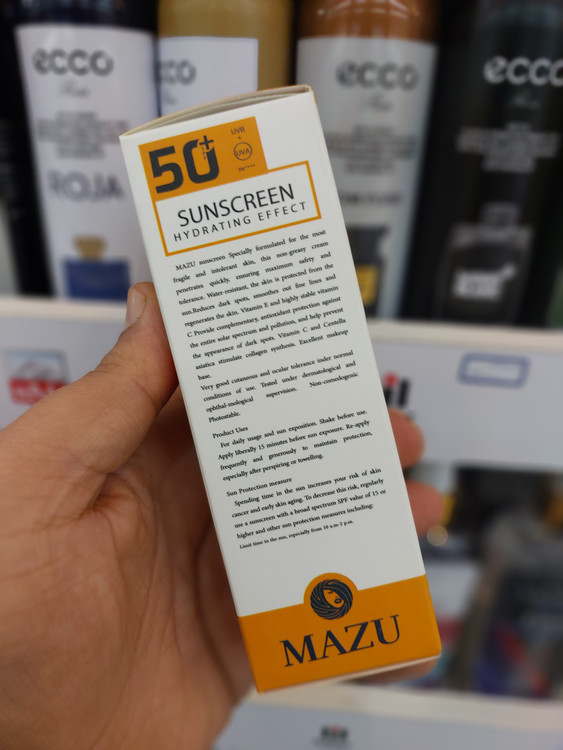 ecco
ecco
ecco
ecco
ROJA
50+
UVB
+
UVA
SUNSCREEN
HYDRATING EFFECT
MAZU sunscreen Specially formulated for the most
fragile and intolerant skin, this non-greasy cream
penetrates quickly, ensuring maximum safety and
tolerance. Water-resistant, the skin is protected from the
sun.Reduces dark spots, smoothes out fine lines and
regenerates the skin. Vitamin E and highly stable vitamin
C Provide complementary, antioxidant protection against
the entire solar spectrum and pollution, and help prevent
the appearance of dark spots. Vitamin C and Centella
asiatica stimulate collagen synthesis. Excellent makeup
base.
Very good cutaneous and ocular tolerance under normal
conditions of use. Tested under dermatological and
ophthal-mological supervision. Non-comedogenic
Photostable.
Product Uses
For daily usage and sun exposition. Shake before use.
Apply liberally 15 minutes before sun exposure. Re-apply
frequently and generously to maintain protection,
especially after perspiring or towelling.
Sun Protection measure
Spending time in the sun increases your risk of skin
cancer and early skin aging. To decrease this risk, regularly
use a sunscreen with a broad spectrum SPF value of 15 or
higher and other sun protection measures including:
Limit time in the sun, especially from 10 a.m-2 p.m.
MAZU